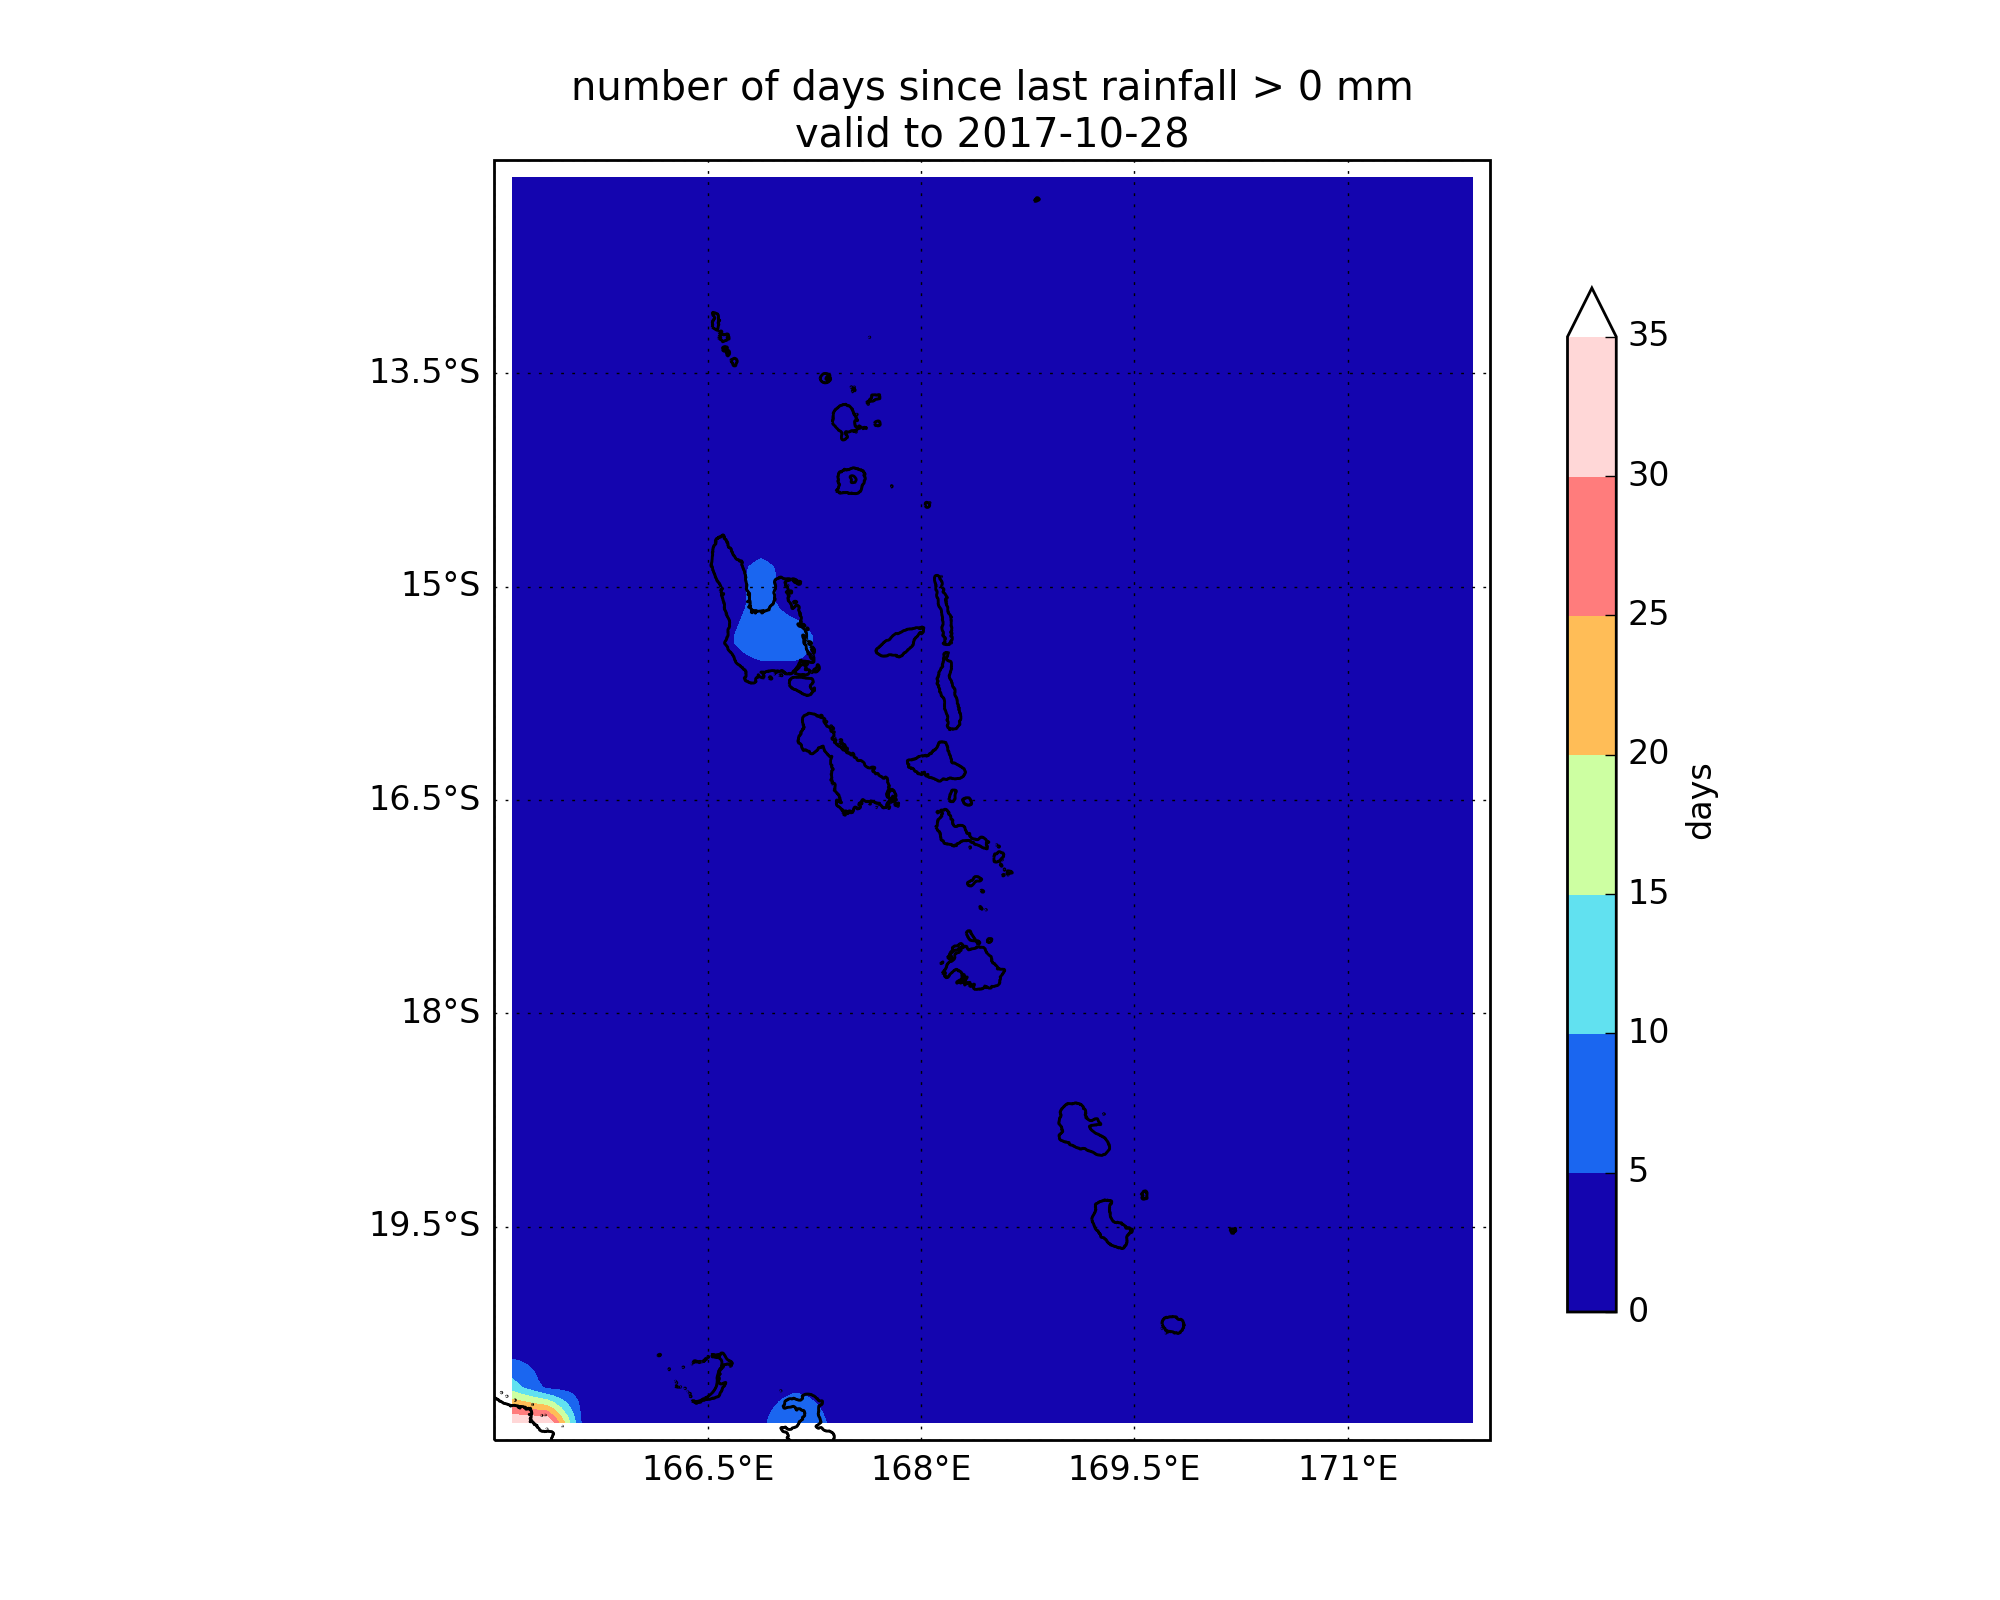 number of days since last rainfall > 0 mm
valid to 2017-10-28
35
13.5°S
30
15°S
25
20
days
16.5°S
15
18°S
10
5
19.5°S
0
166.5°E
168°E
169.5°E
171°E